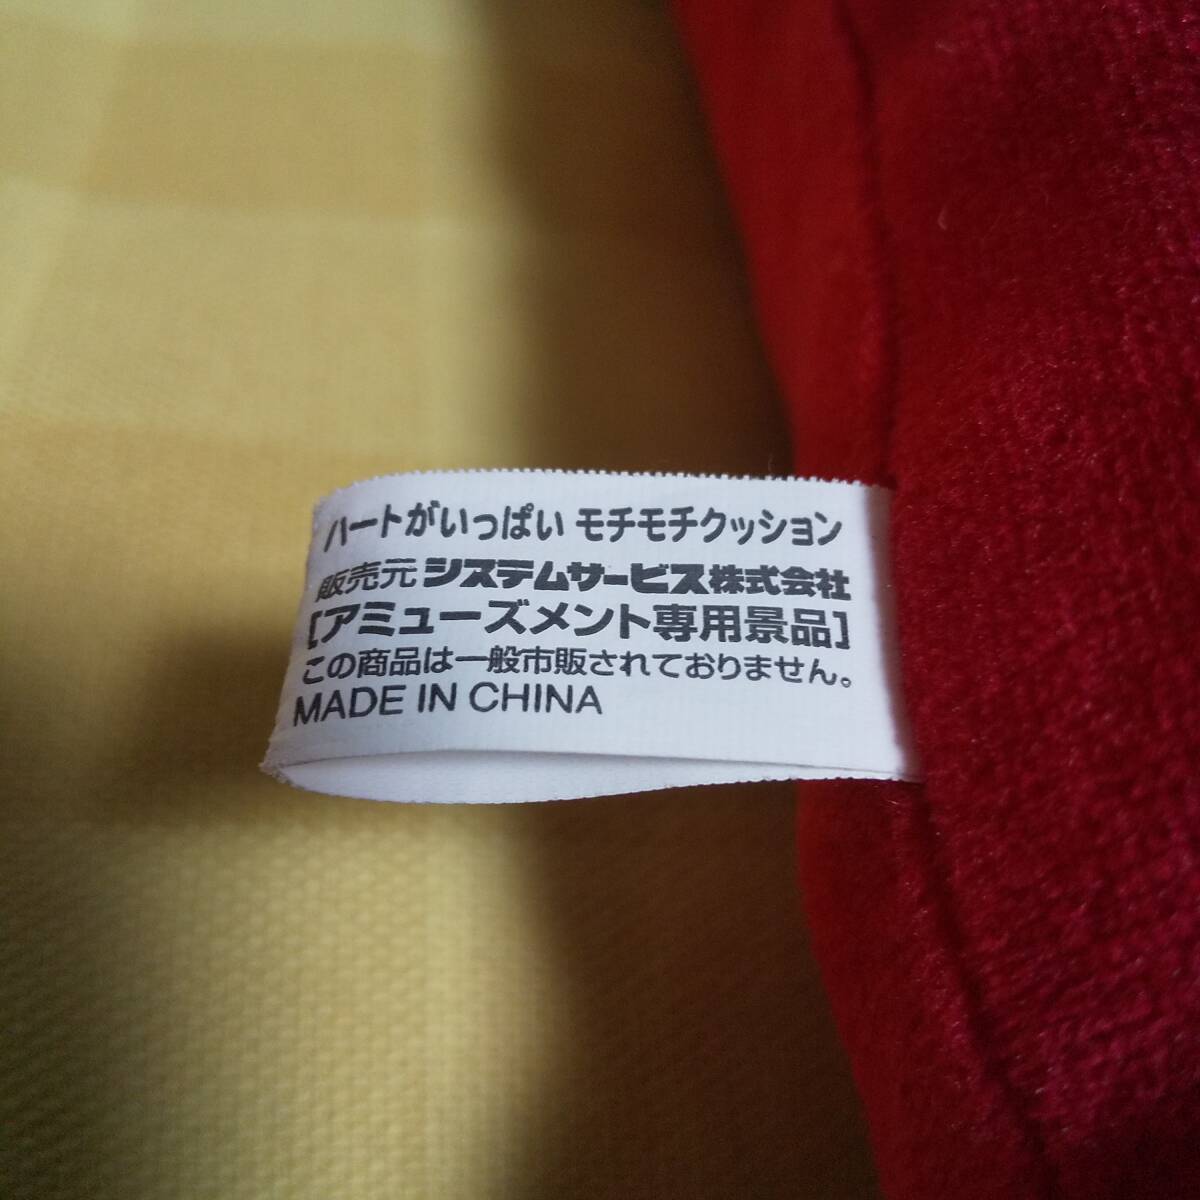 ハートがいっぱい モチモチクッション
販売元 システムサービス株式会社
[アミューズメント専用景品]
この商品は一般市販されておりません。
MADE IN CHINA